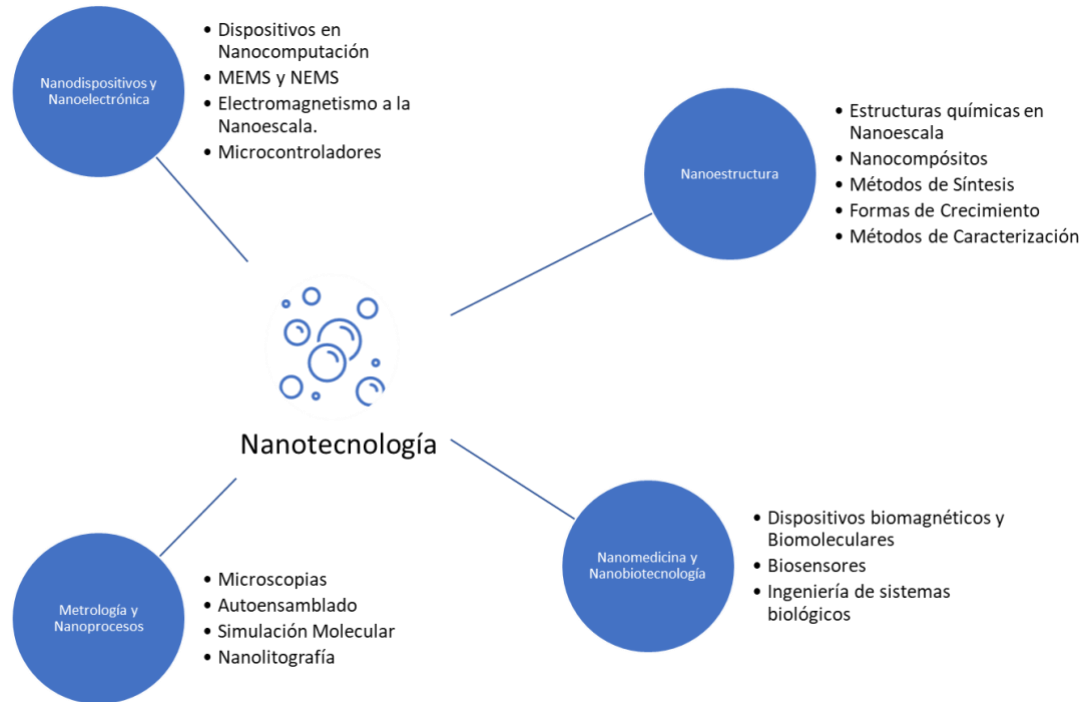 Nanodispositivos y
Nanoelectrónica
• Dispositivos en
Nanocomputación
• MEMS y NEMS
• Electromagnetismo a la
Nanoescala.
• Microcontroladores
Nanoestructura
• Estructuras químicas en
Nanoescala
• Nanocompósitos
• Métodos de Síntesis
• Formas de Crecimiento
• Métodos de Caracterización
Nanotecnología
Metrología y
Nanoprocesos
• Microscopias
• Autoensamblado
• Simulación Molecular
• Nanolitografía
Nanomedicina y
Nanobiotecnología
• Dispositivos biomagnéticos y
Biomoleculares
• Biosensores
• Ingeniería de sistemas
biológicos